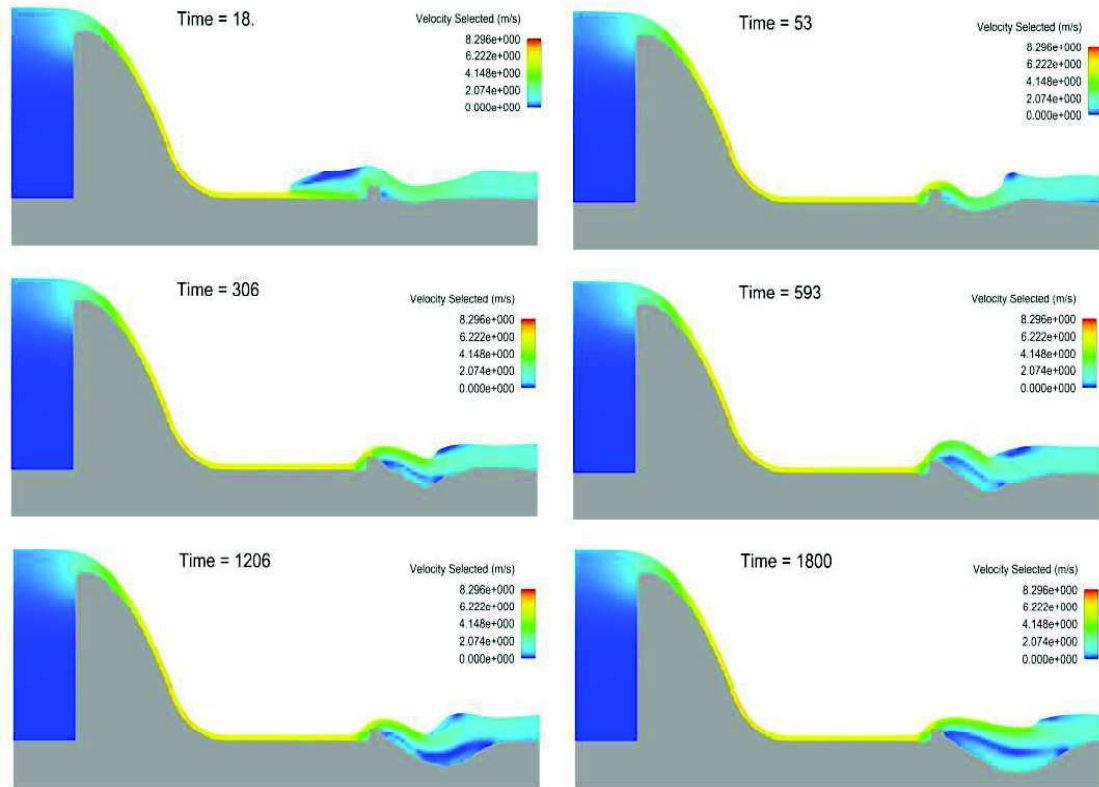 Time = 18.
Velocity Selected (m/s)
8.296e+000
6.222e+000
4.148e+000
2.074e+000
0.000e+000
Time = 53
Velocity Selected (m/s)
8.296e+000
6.222e+000
4.148e+000
2.074e+000
0.000e+000
Time = 306
Velocity Selected (m/s)
8.296e+000
6.222e+000
4.148e+000
2.074e+000
0.000e+000
Time = 593
Velocity Selected (m/s)
8.296e+000
6.222e+000
4.148e+000
2.074e+000
0.000e+000
Time = 1206
Velocity Selected (m/s)
8.296e+000
6.222e+000
4.148e+000
2.074e+000
0.000e+000
Time = 1800
Velocity Selected (m/s)
8.296e+000
6.222e+000
4.148e+000
2.074e+000
0.000e+000